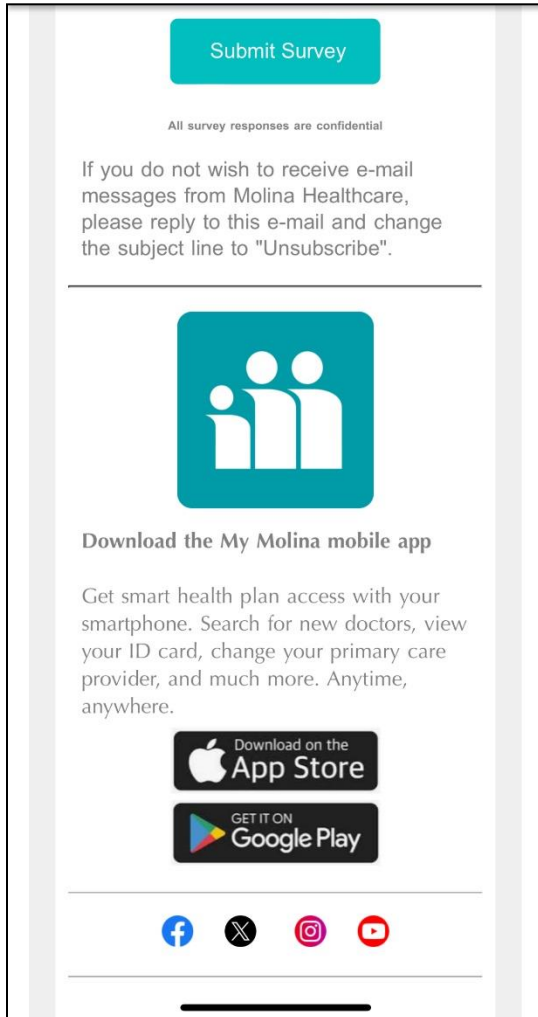 Submit Survey
All survey responses are confidential
If you do not wish to receive e-mail
messages from Molina Healthcare,
please reply to this e-mail and change
the subject line to "Unsubscribe".
Download the My Molina mobile app
Get smart health plan access with your
smartphone. Search for new doctors, view
your ID card, change your primary care
provider, and much more. Anytime,
anywhere.
Download on the
App Store
GET IT ON
Google Play